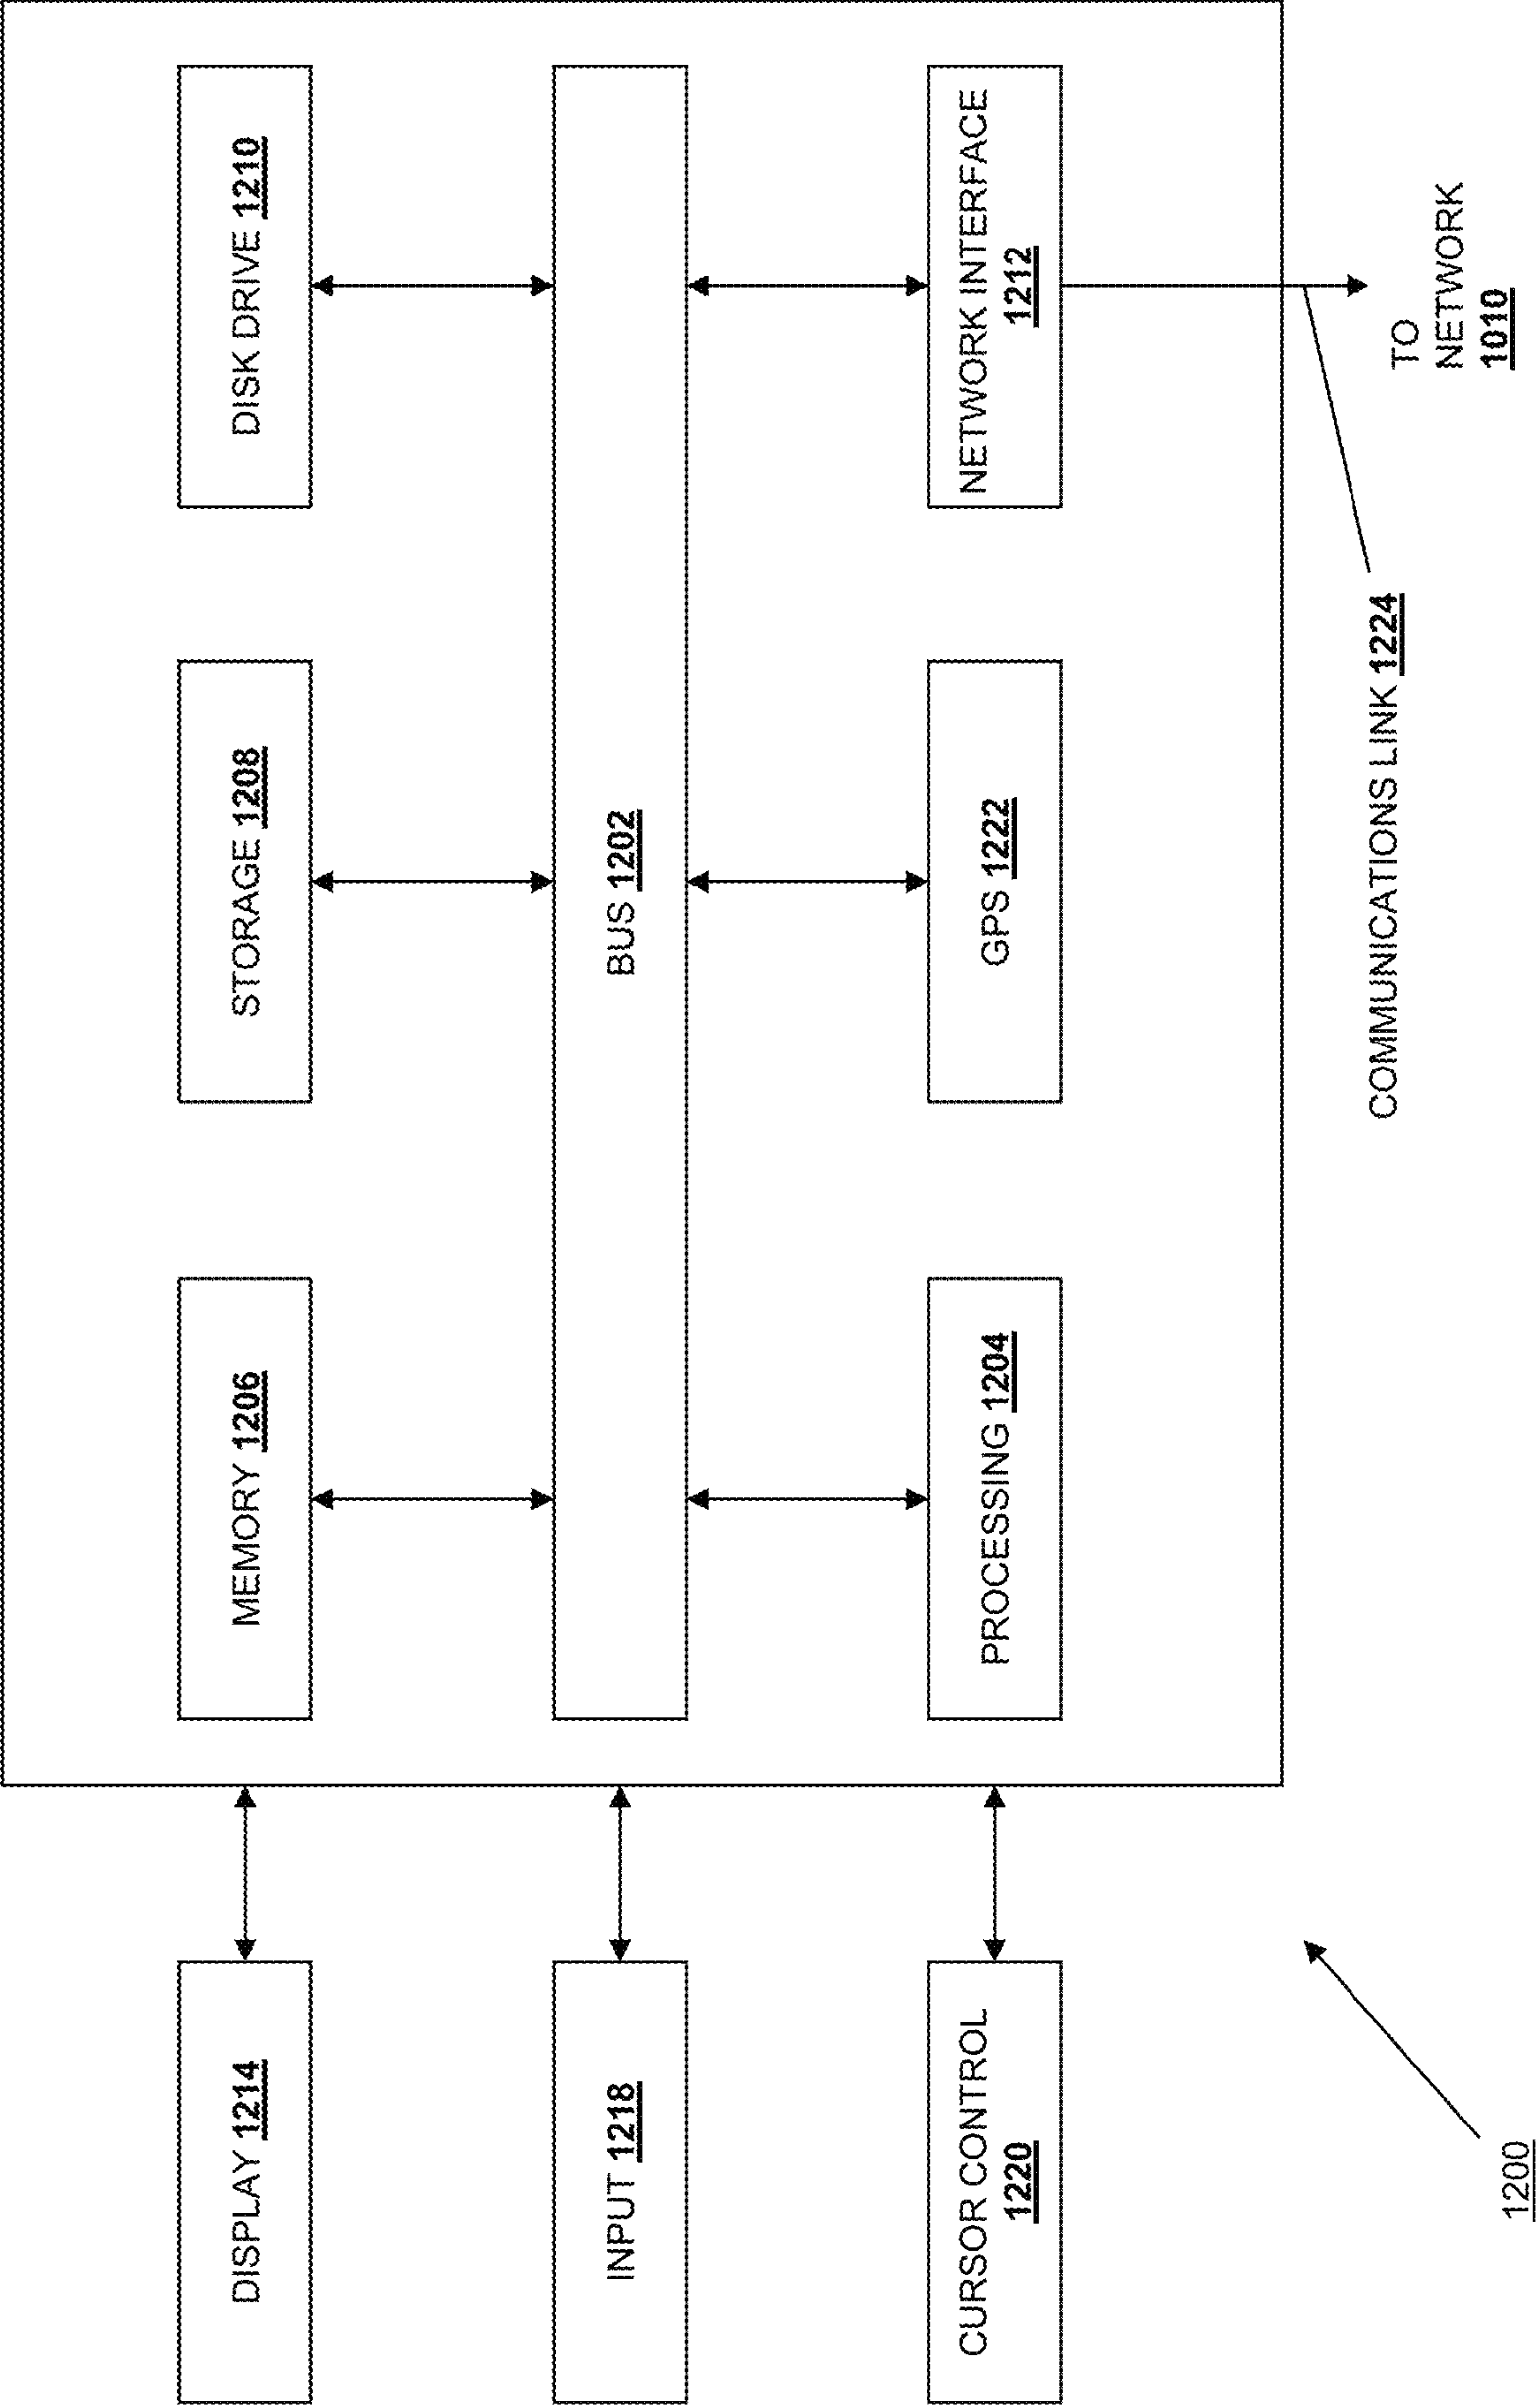 DISPLAY 1214
MEMORY 1206
STORAGE 1208
DISK DRIVE 1210
INPUT 1218
BUS 1202
CURSOR CONTROL
1220
PROCESSING 1204
GPS 1222
NETWORK INTERFACE
1212
COMMUNICATIONS LINK 1224
TO
NETWORK
1010
1200